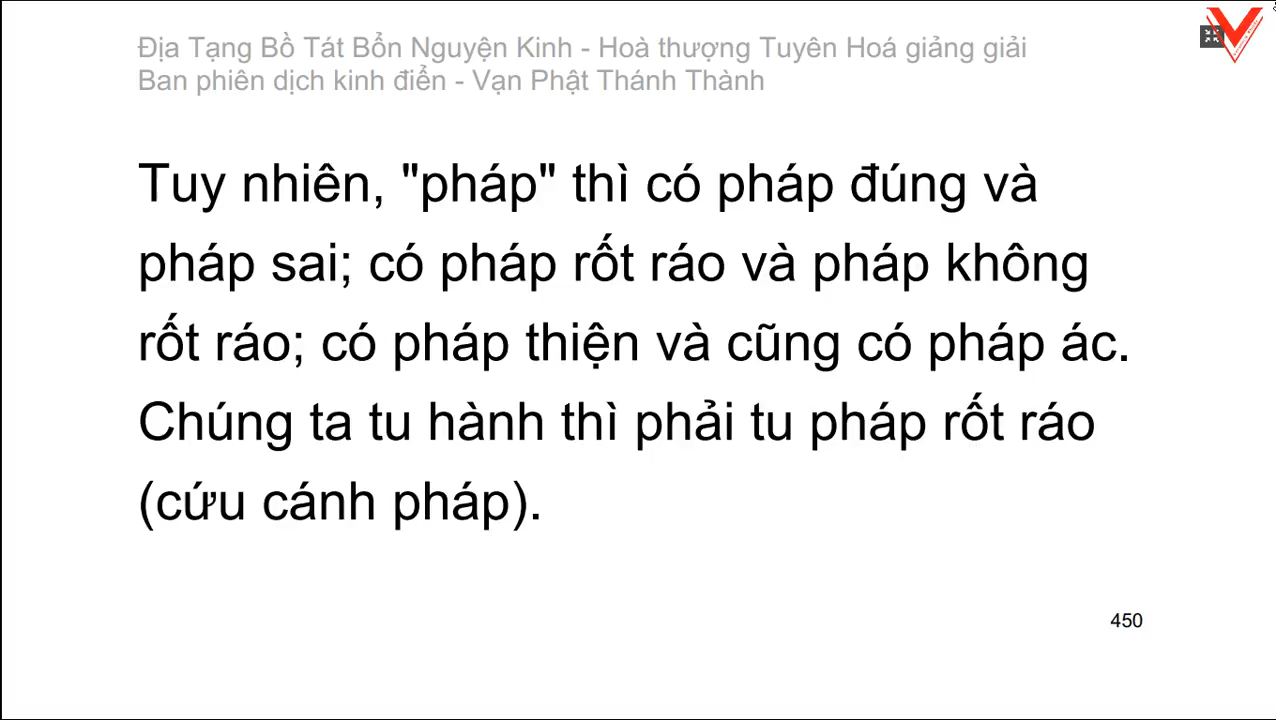 Địa Tạng Bồ Tát Bổn Nguyện Kinh - Hoà thượng Tuyên Hoá giảng giải
Ban phiên dịch kinh điển - Vạn Phật Thánh Thành
Tuy nhiên, "pháp" thì có pháp đúng và
pháp sai; có pháp rốt ráo và pháp không
rốt ráo; có pháp thiện và cũng có pháp ác.
Chúng ta tu hành thì phải tu pháp rốt ráo
(cứu cánh pháp).
450